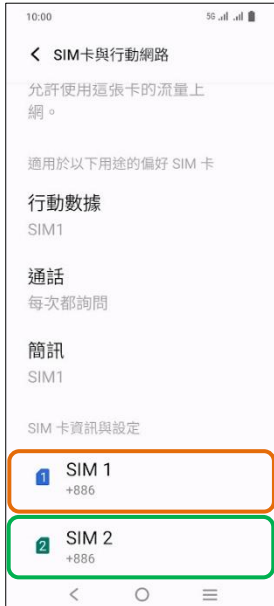 10:00
5G
SIM卡與行動網路
允許使用這張卡的流量上
網。
適用於以下用途的偏好 SIM 卡
行動數據
SIM1
通話
每次都詢問
簡訊
SIM1
SIM 卡資訊與設定
1
SIM 1
+886
2
SIM 2
+886